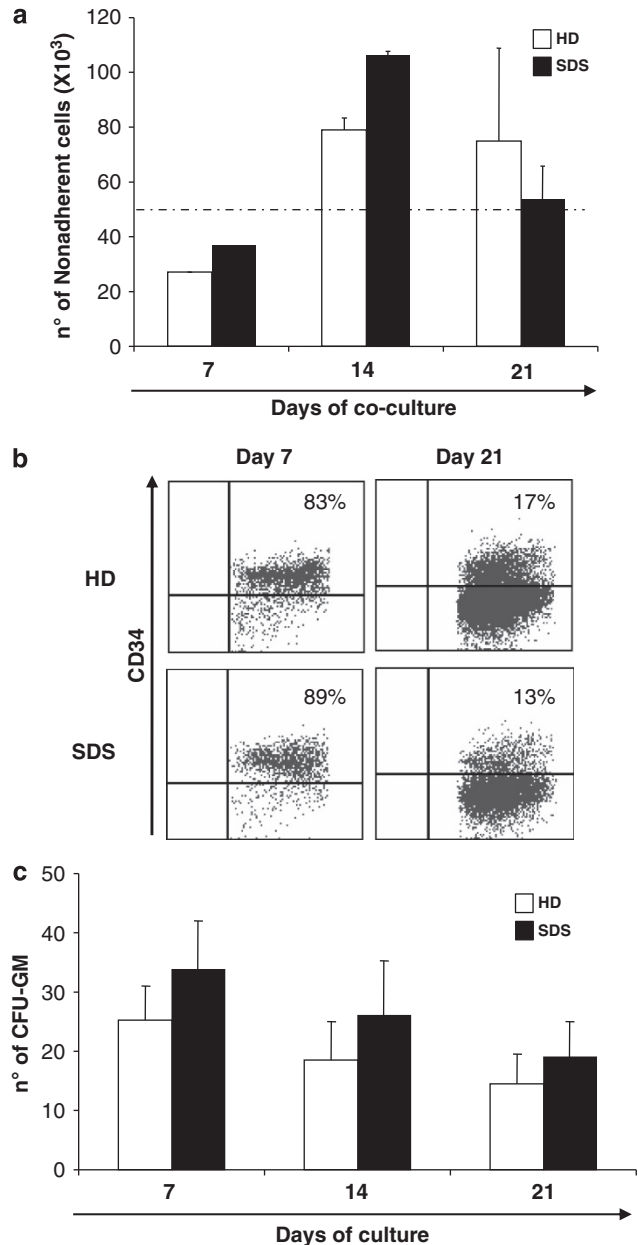 a
n° of Nonadherent cells (X10³)
120
100
80
60
40
20
0
HD
SDS
7 14 21
Days of co-culture
b
Day 7 Day 21
HD
83% 17%
CD34
SDS
89% 13%
c
n° of CFU-GM
50
40
30
20
10
0
HD
SDS
7 14 21
Days of culture